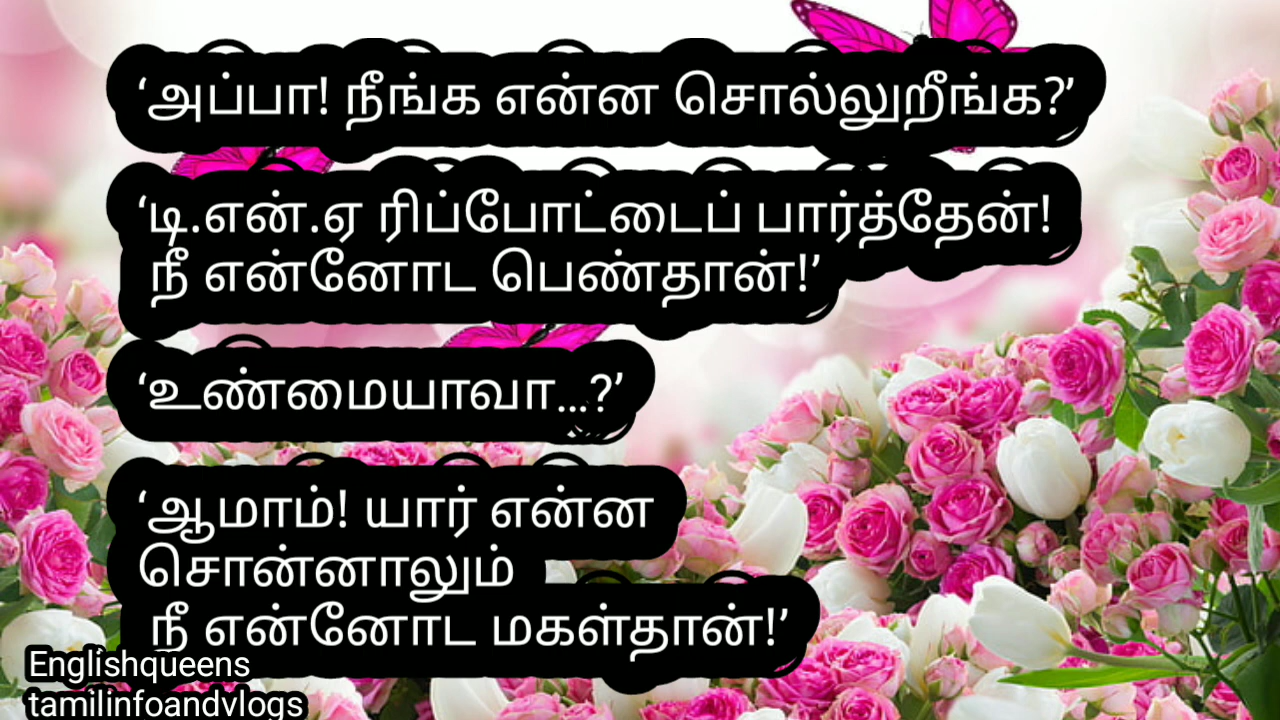 ‘அப்பா! நீங்க என்ன சொல்லுறீங்க?’
‘டி.என்.ஏ ரிப்போட்டைப் பார்த்தேன்!
நீ என்னோட பெண்தான்!’
‘உண்மையாவா...?’
‘ஆமாம்! யார் என்ன
சொன்னாலும்
நீ என்னோட மகள்தான்!’
Englishqueens
tamilinfoandvlogs